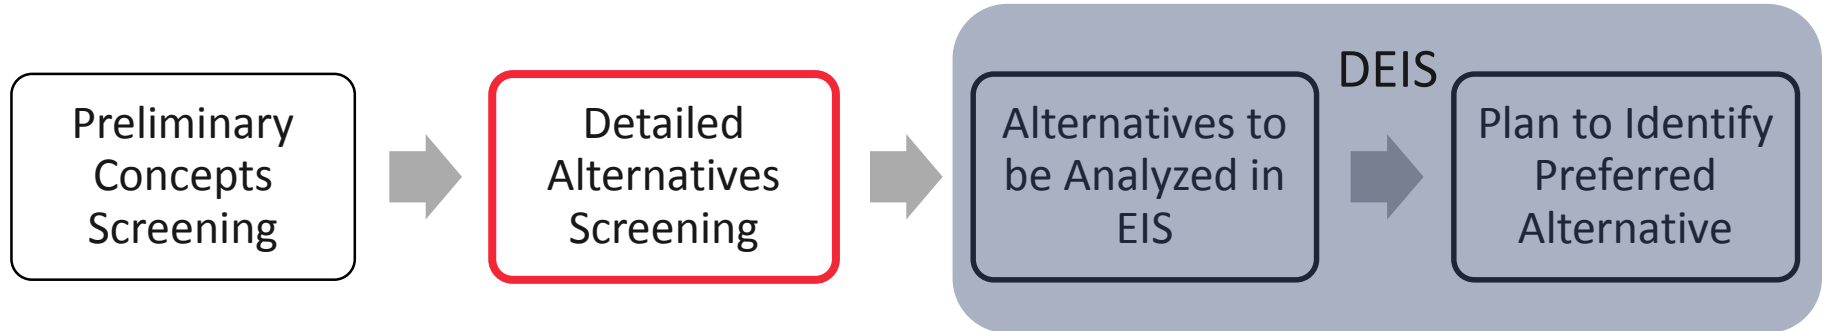 Preliminary
Concepts
Screening
Detailed
Alternatives
Screening
DEIS
Alternatives to
be Analyzed in
EIS
Plan to Identify
Preferred
Alternative